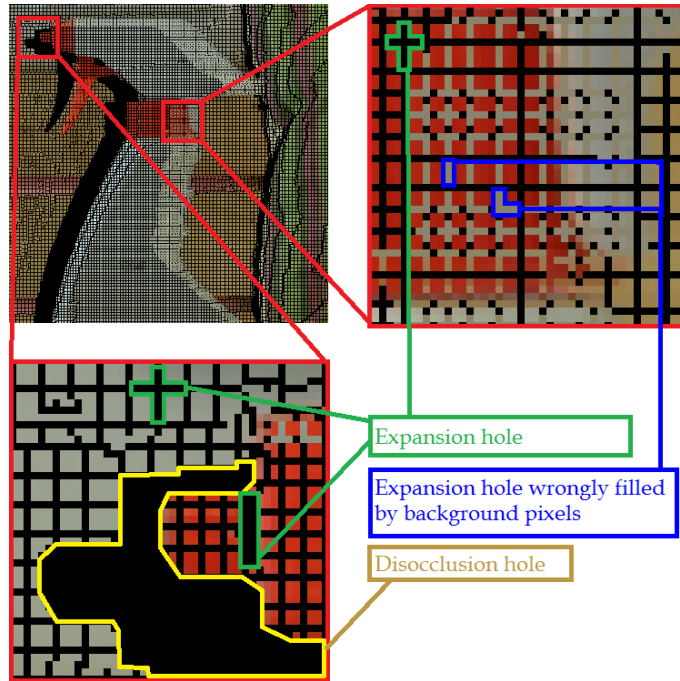 Expansion hole
Expansion hole wrongly filled
by background pixels
Disocclusion hole